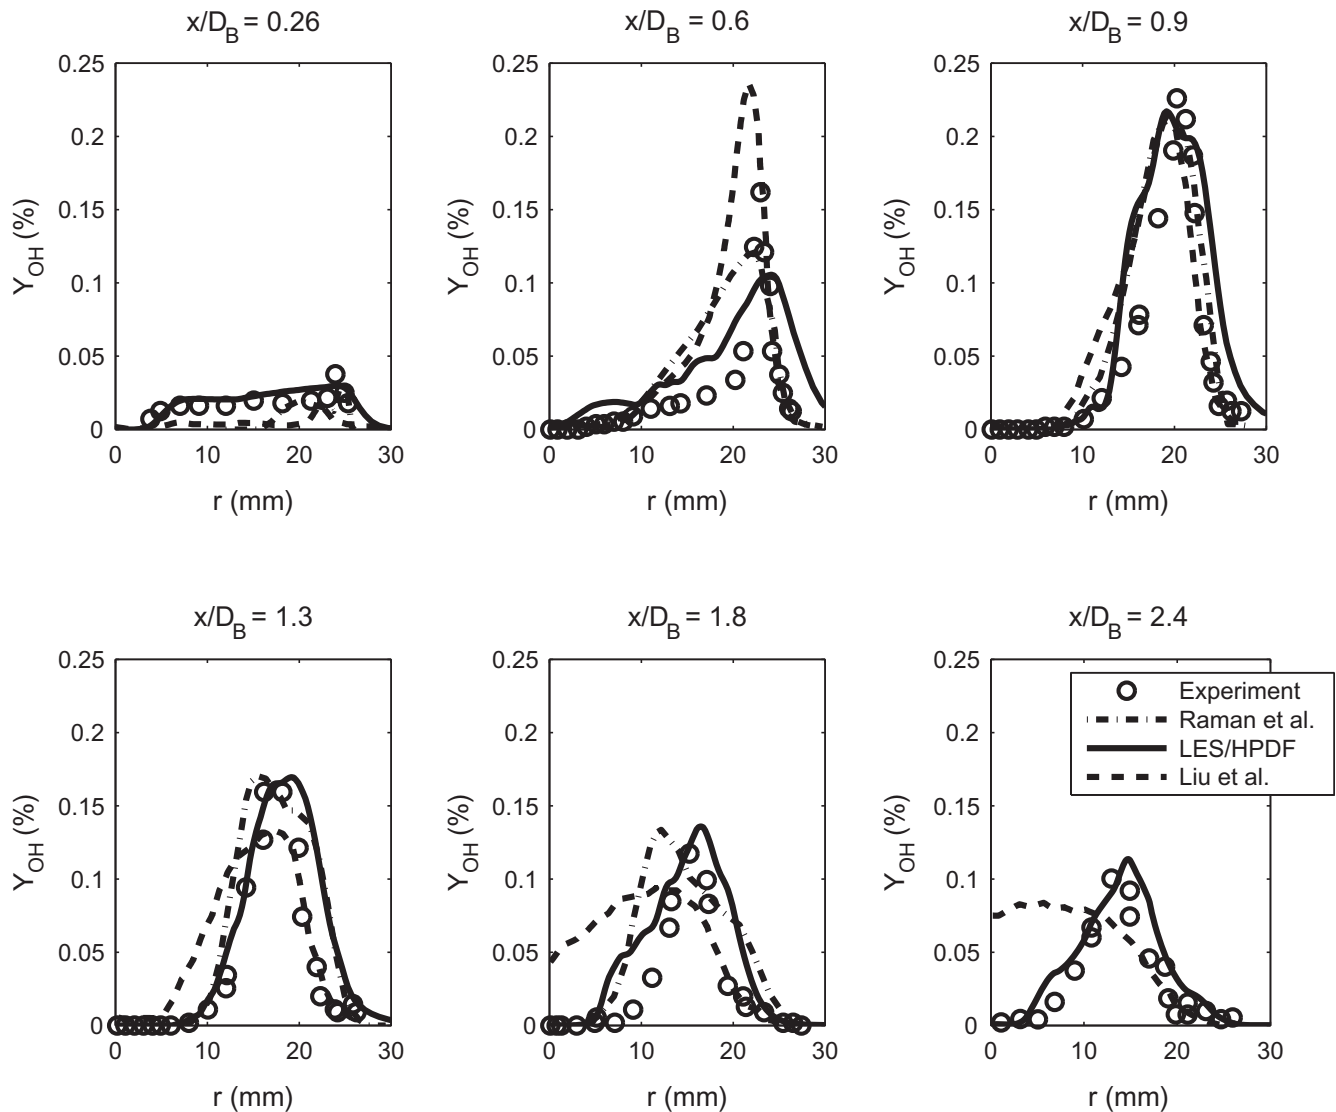 x/D_B = 0.26
x/D_B = 0.6
x/D_B = 0.9
0.25
0.2
0.15
0.1
0.05
0
Y_OH (%)
0 10 20 30
r (mm)
0.25
0.2
0.15
0.1
0.05
0
Y_OH (%)
0 10 20 30
r (mm)
0.25
0.2
0.15
0.1
0.05
0
Y_OH (%)
0 10 20 30
r (mm)
x/D_B = 1.3
x/D_B = 1.8
x/D_B = 2.4
0.25
0.2
0.15
0.1
0.05
0
Y_OH (%)
0 10 20 30
r (mm)
0.25
0.2
0.15
0.1
0.05
0
Y_OH (%)
0 10 20 30
r (mm)
0.25
0.2
0.15
0.1
0.05
0
Y_OH (%)
0 10 20 30
r (mm)
Experiment
Raman et al.
LES/HPDF
Liu et al.